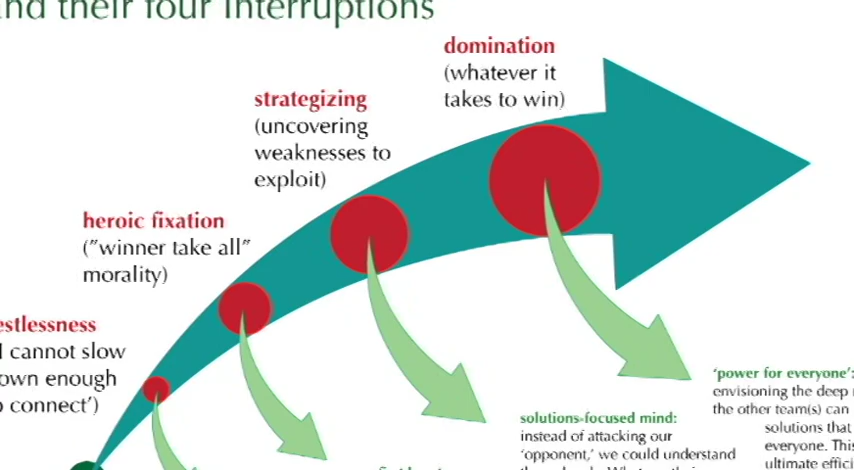 and their four Interruptions
domination
(whatever it
takes to win)
strategizing
(uncovering
weaknesses to
exploit)
heroic fixation
("winner take all"
morality)
estlessness
I cannot slow
own enough
connect')
'power for everyone':
envisioning the deep
the other team(s) can
solutions that
everyone. This
ultimate effici
solutions-focused mind:
instead of attacking our
'opponent,' we could understand